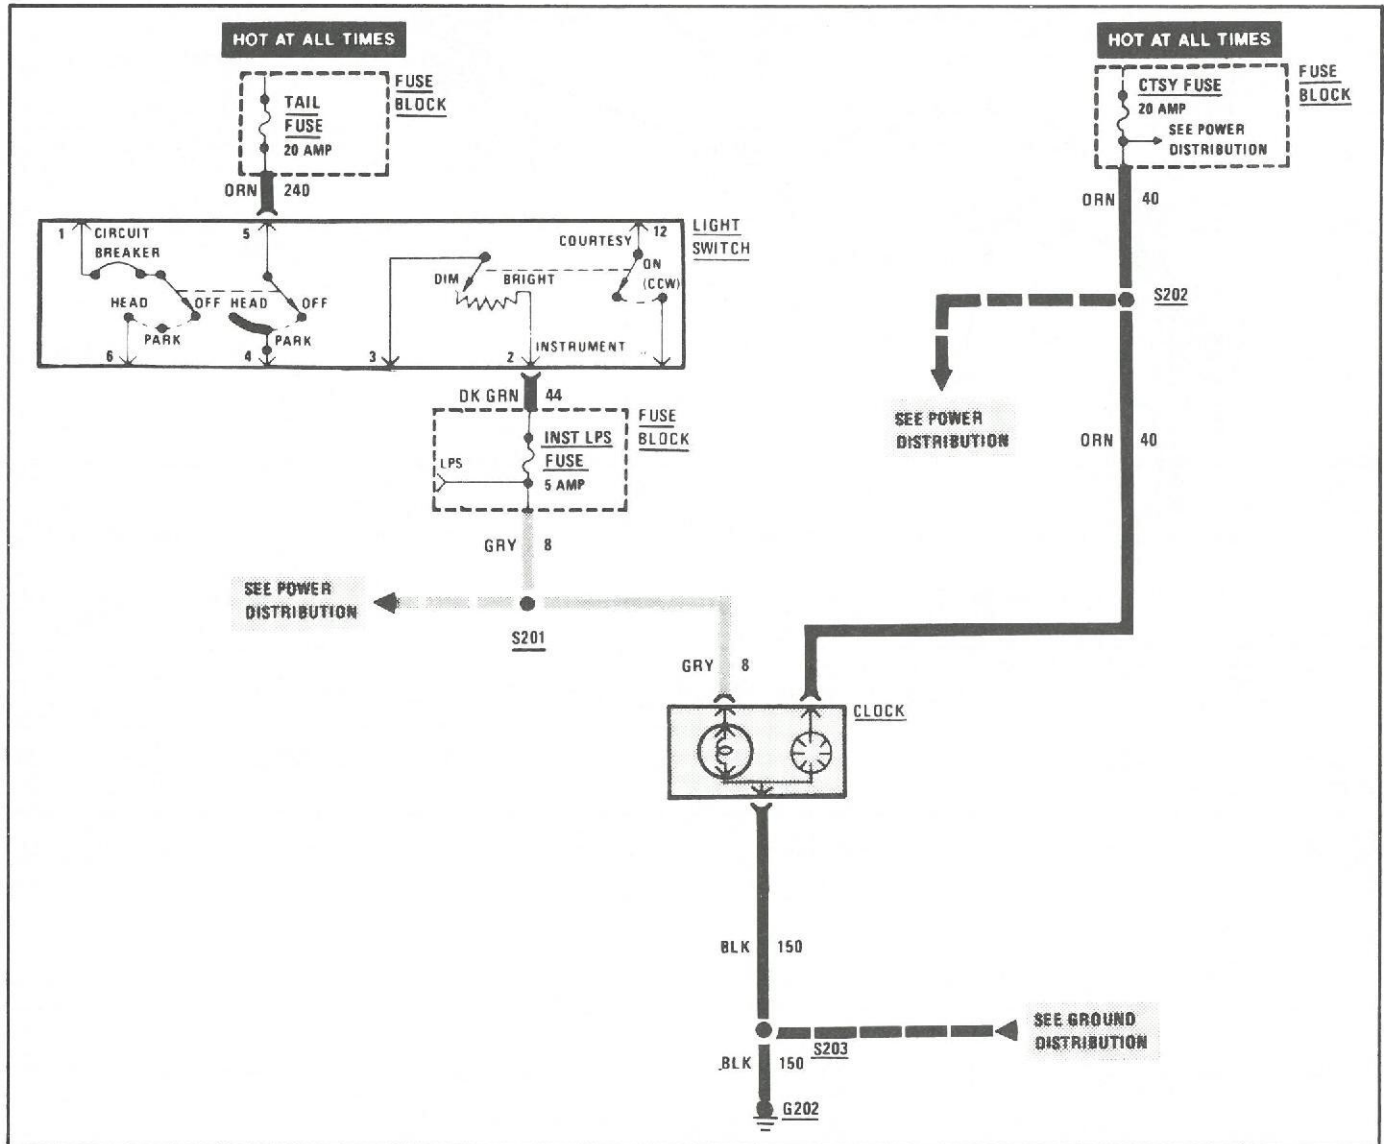 HOT AT ALL TIMES
TAIL
FUSE
20 AMP
FUSE
BLOCK
ORN 240
HOT AT ALL TIMES
CTSY FUSE
20 AMP
SEE POWER
DISTRIBUTION
FUSE
BLOCK
ORN 40
1
CIRCUIT
BREAKER
5
HEAD
OFF
PARK
HEAD
OFF
PARK
6
4
3
DIM
BRIGHT
2
INSTRUMENT
COURTESY
12
ON
(CCW)
LIGHT
SWITCH
S202
SEE POWER
DISTRIBUTION
ORN 40
DK GRN 44
INST LPS
FUSE
5 AMP
LPS
FUSE
BLOCK
GRY 8
SEE POWER
DISTRIBUTION
S201
GRY 8
CLOCK
BLK 150
S203
SEE GROUND
DISTRIBUTION
BLK 150
G202